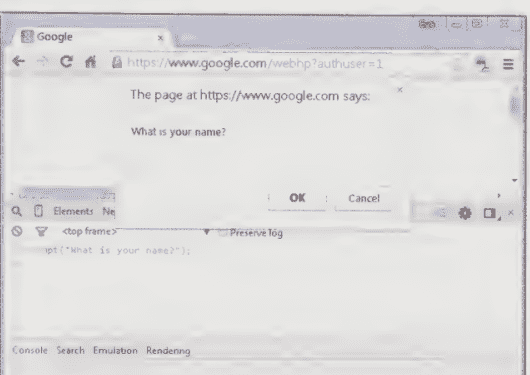 Google
https://www.google.com/webhp?authuser=1
The page at https://www.google.com says:
What is your name?
OK Cancel
Elements
<top frame> Preserve log
pt("What is your name?");
Console Search Emulation Rendering